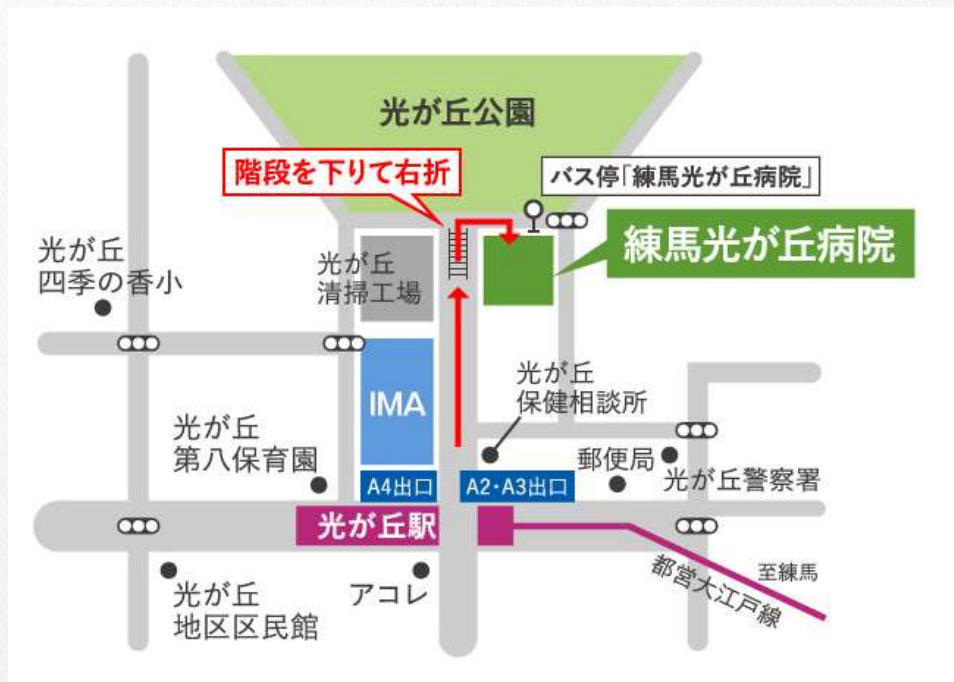 光が丘公園
階段を下りて右折
バス停「練馬光が丘病院」
練馬光が丘病院
光が丘
四季の香小
光が丘
清掃工場
IMA
光が丘
保健相談所
光が丘
第八保育園
郵便局
光が丘警察署
A4出口
A2・A3出口
光が丘駅
至練馬
都営大江戸線
光が丘
地区区民館
アコレ